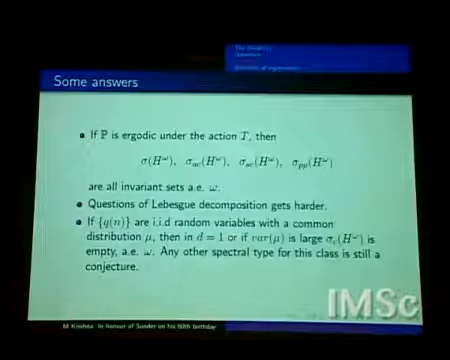 The Model(s)
Questions
Some answers
If ℙ is ergodic under the action T, then
σ(H^ω), σ_ac(H^ω), σ_sc(H^ω), σ_pp(H^ω)
are all invariant sets a.e. ω.
Questions of Lebesgue decomposition gets harder.
If {q(n)} are i.i.d random variables with a common
distribution μ, then in d = 1 or if var(μ) is large σ_c(H^ω) is
empty, a.e. ω. Any other spectral type for this class is still a
conjecture.
IMSc
M Krishna In honour of Sunder on his 60th birthday